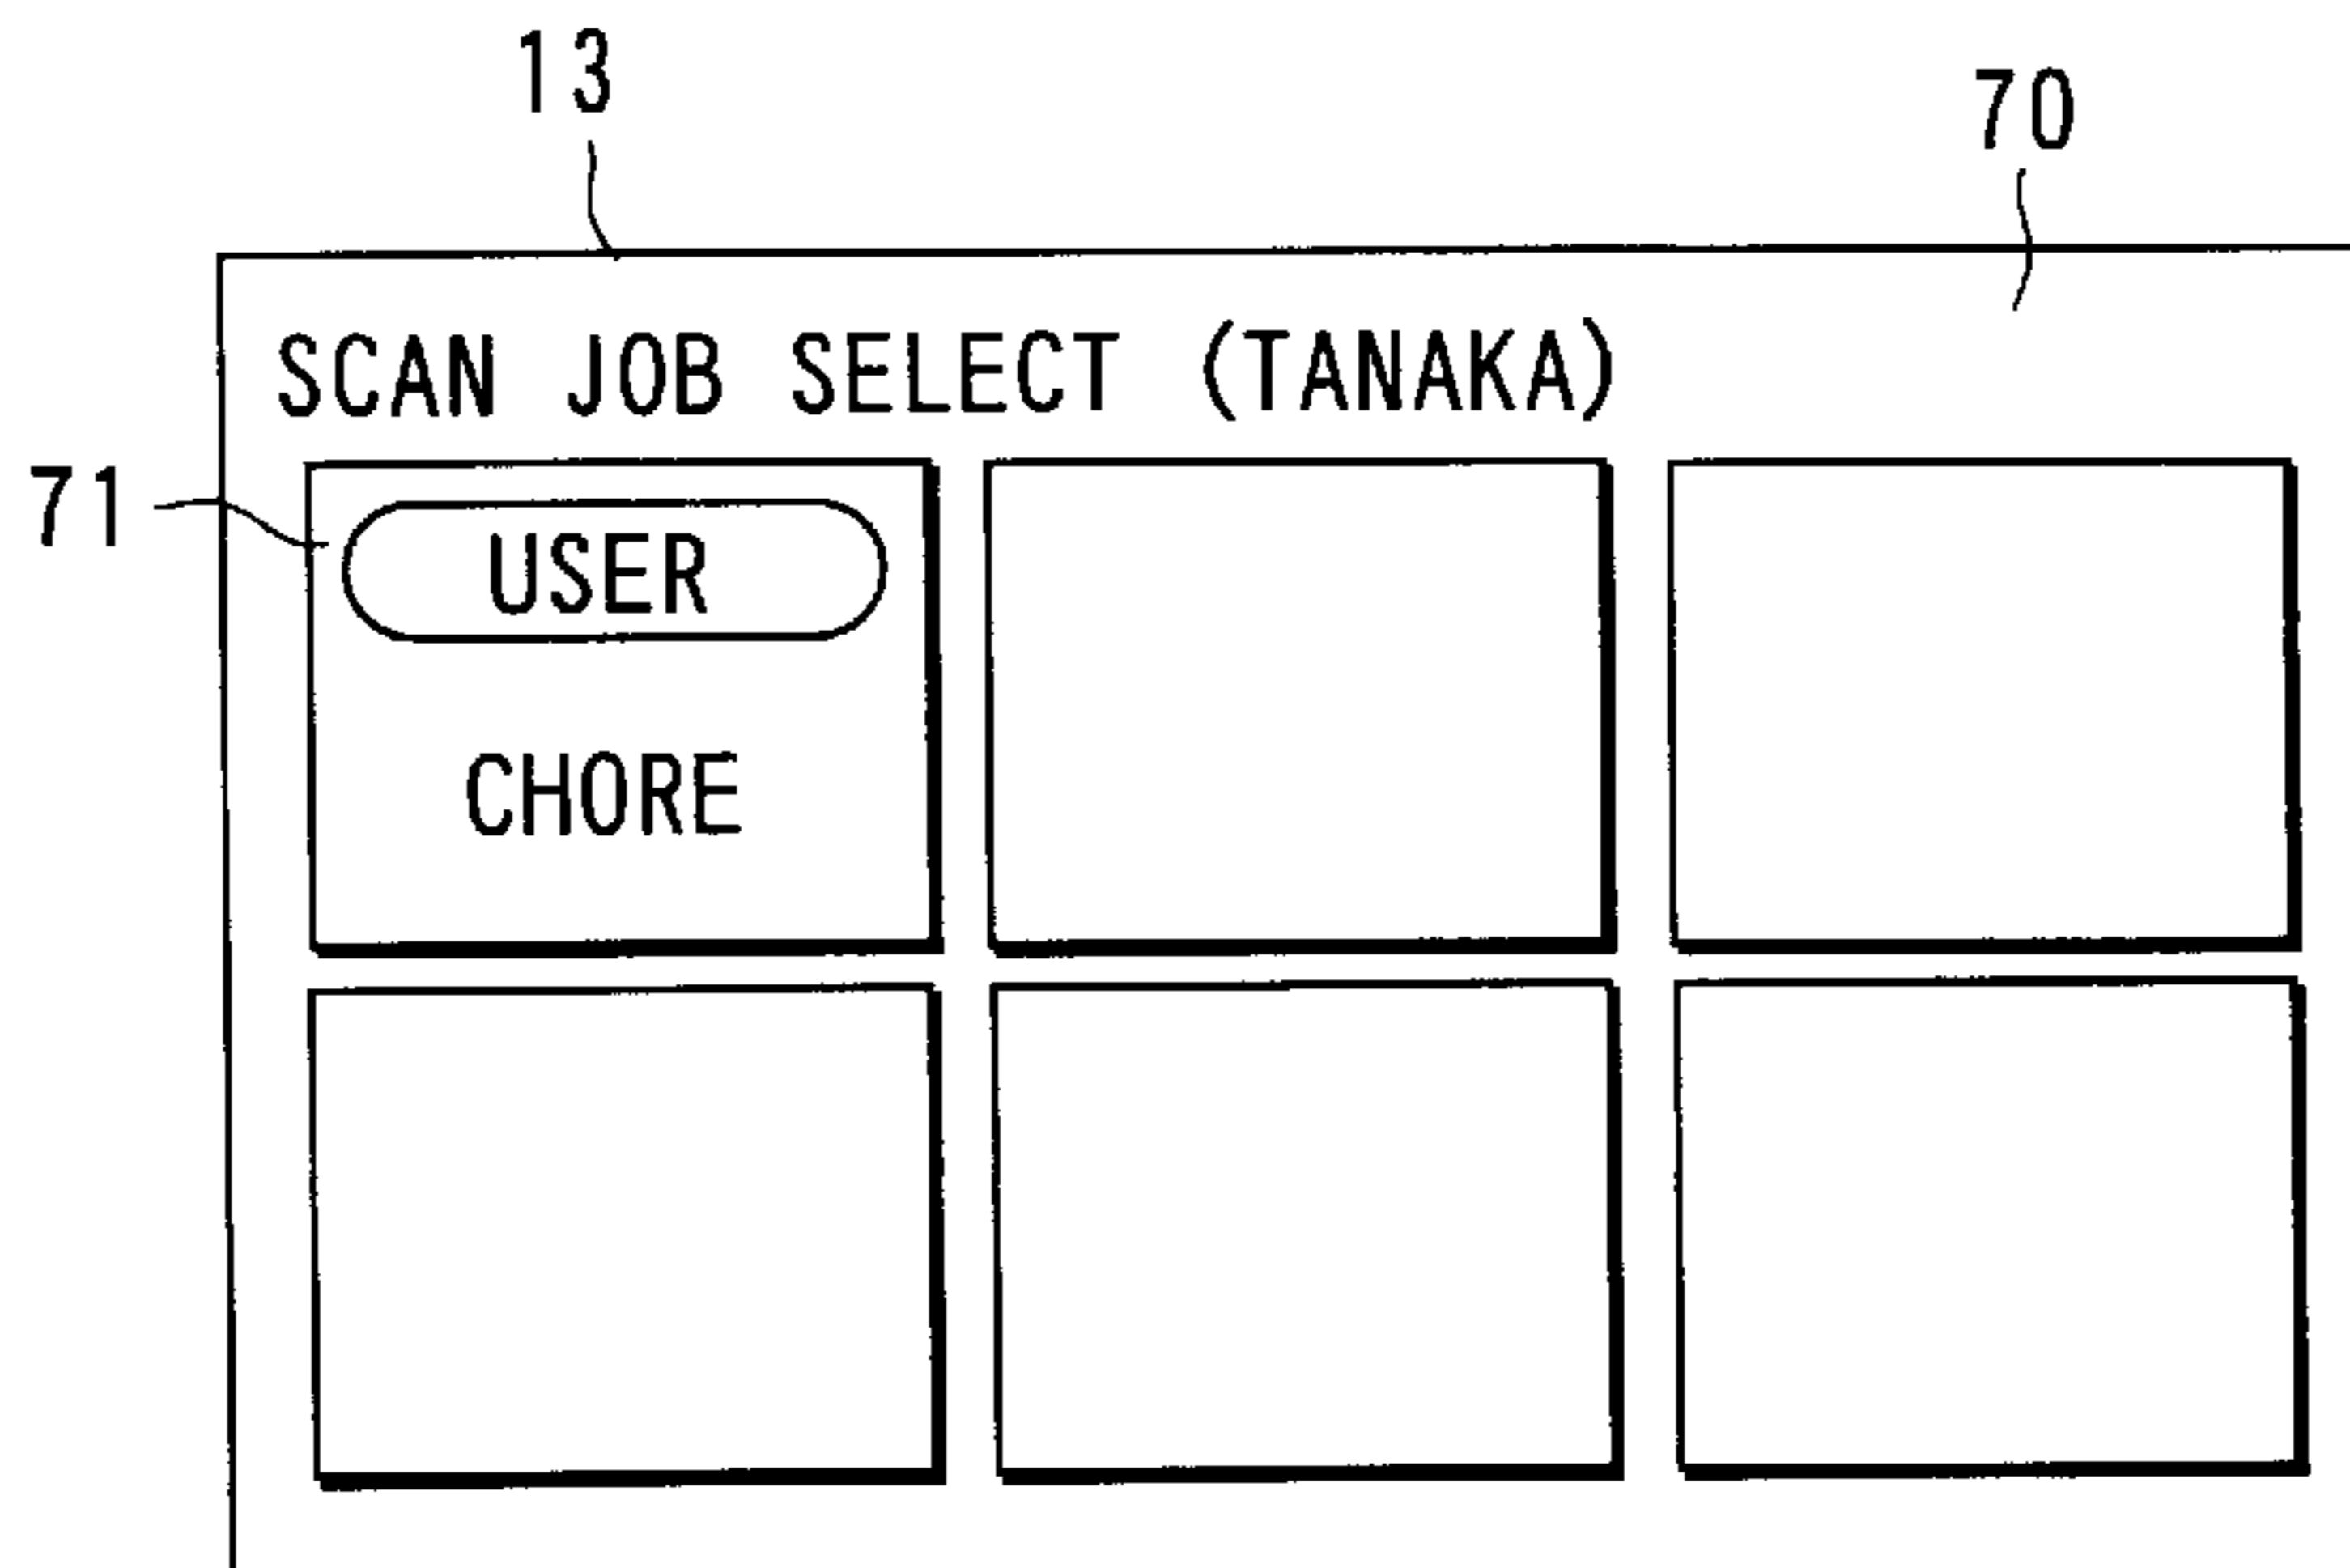 13
70
SCAN JOB SELECT (TANAKA)
71
USER
CHORE